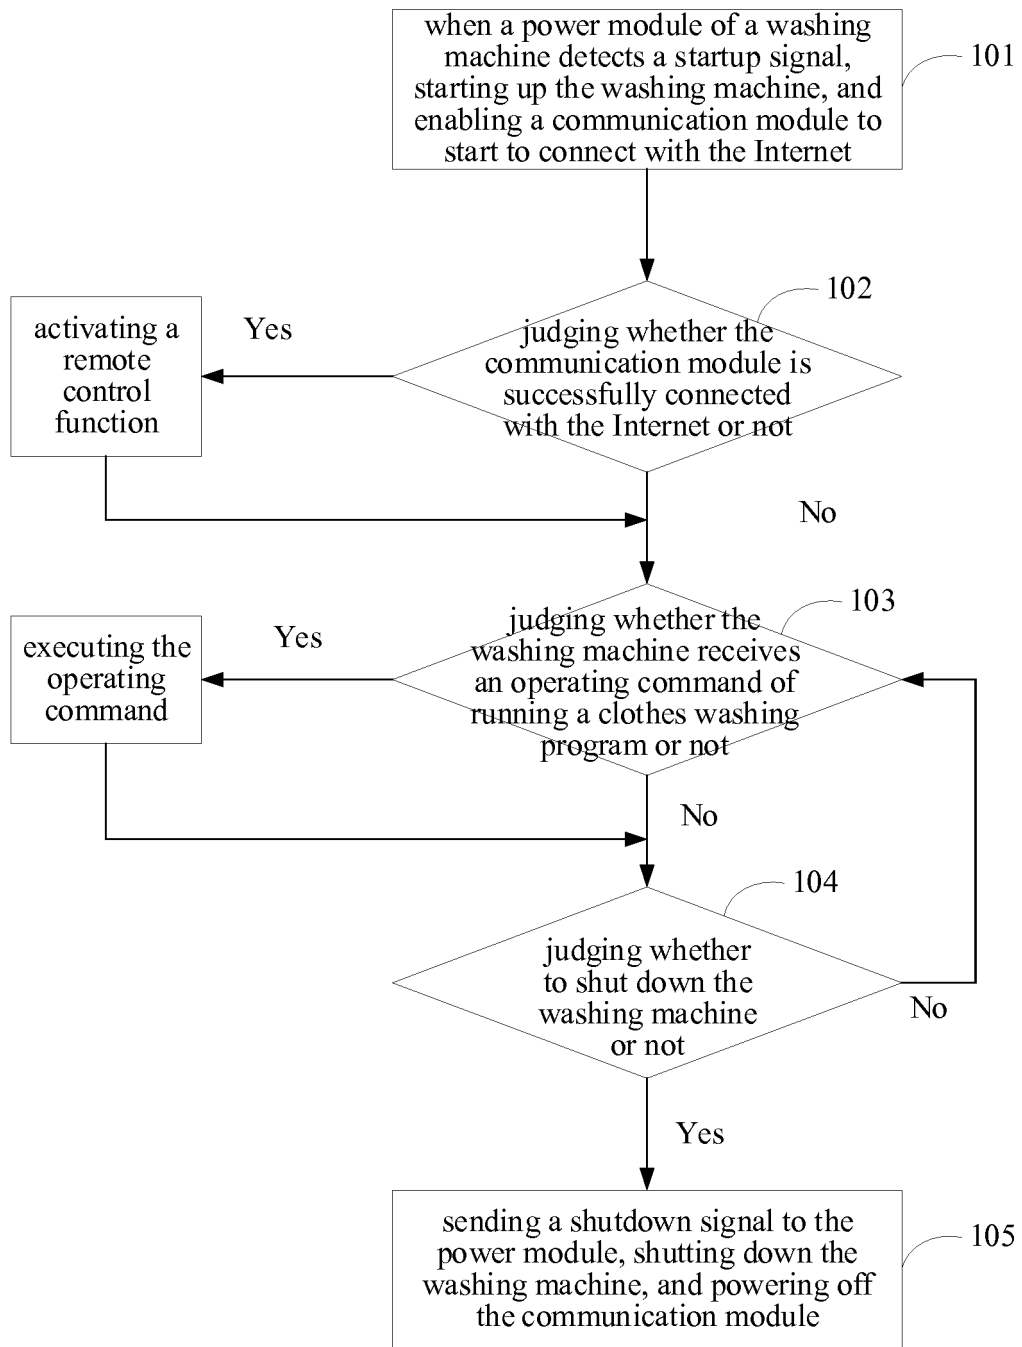 when a power module of a washing
machine detects a startup signal,
starting up the washing machine, and
enabling a communication module to
start to connect with the Internet
101
102
judging whether the
communication module is
successfully connected
with the Internet or not
Yes
activating a
remote
control
function
No
103
judging whether the
washing machine receives
an operating command of
running a clothes washing
program or not
Yes
executing the
operating
command
No
104
judging whether
to shut down the
washing machine
or not
No
Yes
sending a shutdown signal to the
power module, shutting down the
washing machine, and powering off
the communication module
105